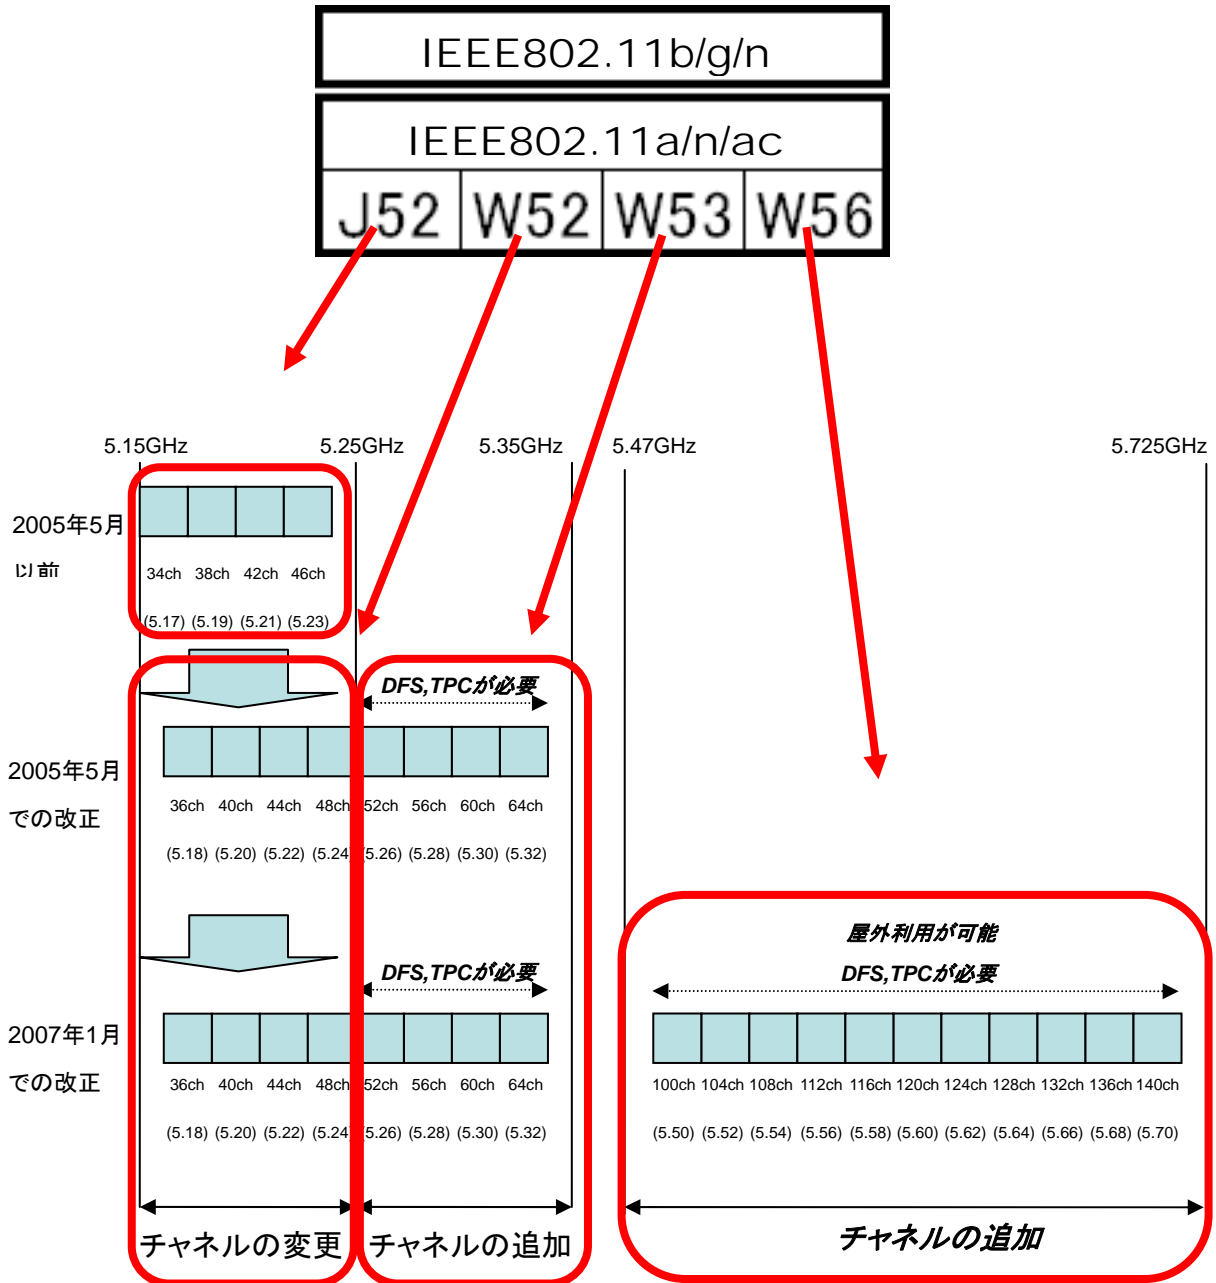 IEEE802.11b/g/n
IEEE802.11a/n/ac
J52 W52 W53 W56
5.15GHz 5.25GHz 5.35GHz 5.47GHz 5.725GHz
2005年5月
以前
34ch 38ch 42ch 46ch
(5.17) (5.19) (5.21) (5.23)
DFS,TPCが必要
2005年5月
での改正
36ch 40ch 44ch 48ch 52ch 56ch 60ch 64ch
(5.18) (5.20) (5.22) (5.24) (5.26) (5.28) (5.30) (5.32)
屋外利用が可能
DFS,TPCが必要 DFS,TPCが必要
2007年1月
での改正
36ch 40ch 44ch 48ch 52ch 56ch 60ch 64ch 100ch 104ch 108ch 112ch 116ch 120ch 124ch 128ch 132ch 136ch 140ch
(5.18) (5.20) (5.22) (5.24) (5.26) (5.28) (5.30) (5.32) (5.50) (5.52) (5.54) (5.56) (5.58) (5.60) (5.62) (5.64) (5.66) (5.68) (5.70)
チャネルの変更 チャネルの追加 チャネルの追加